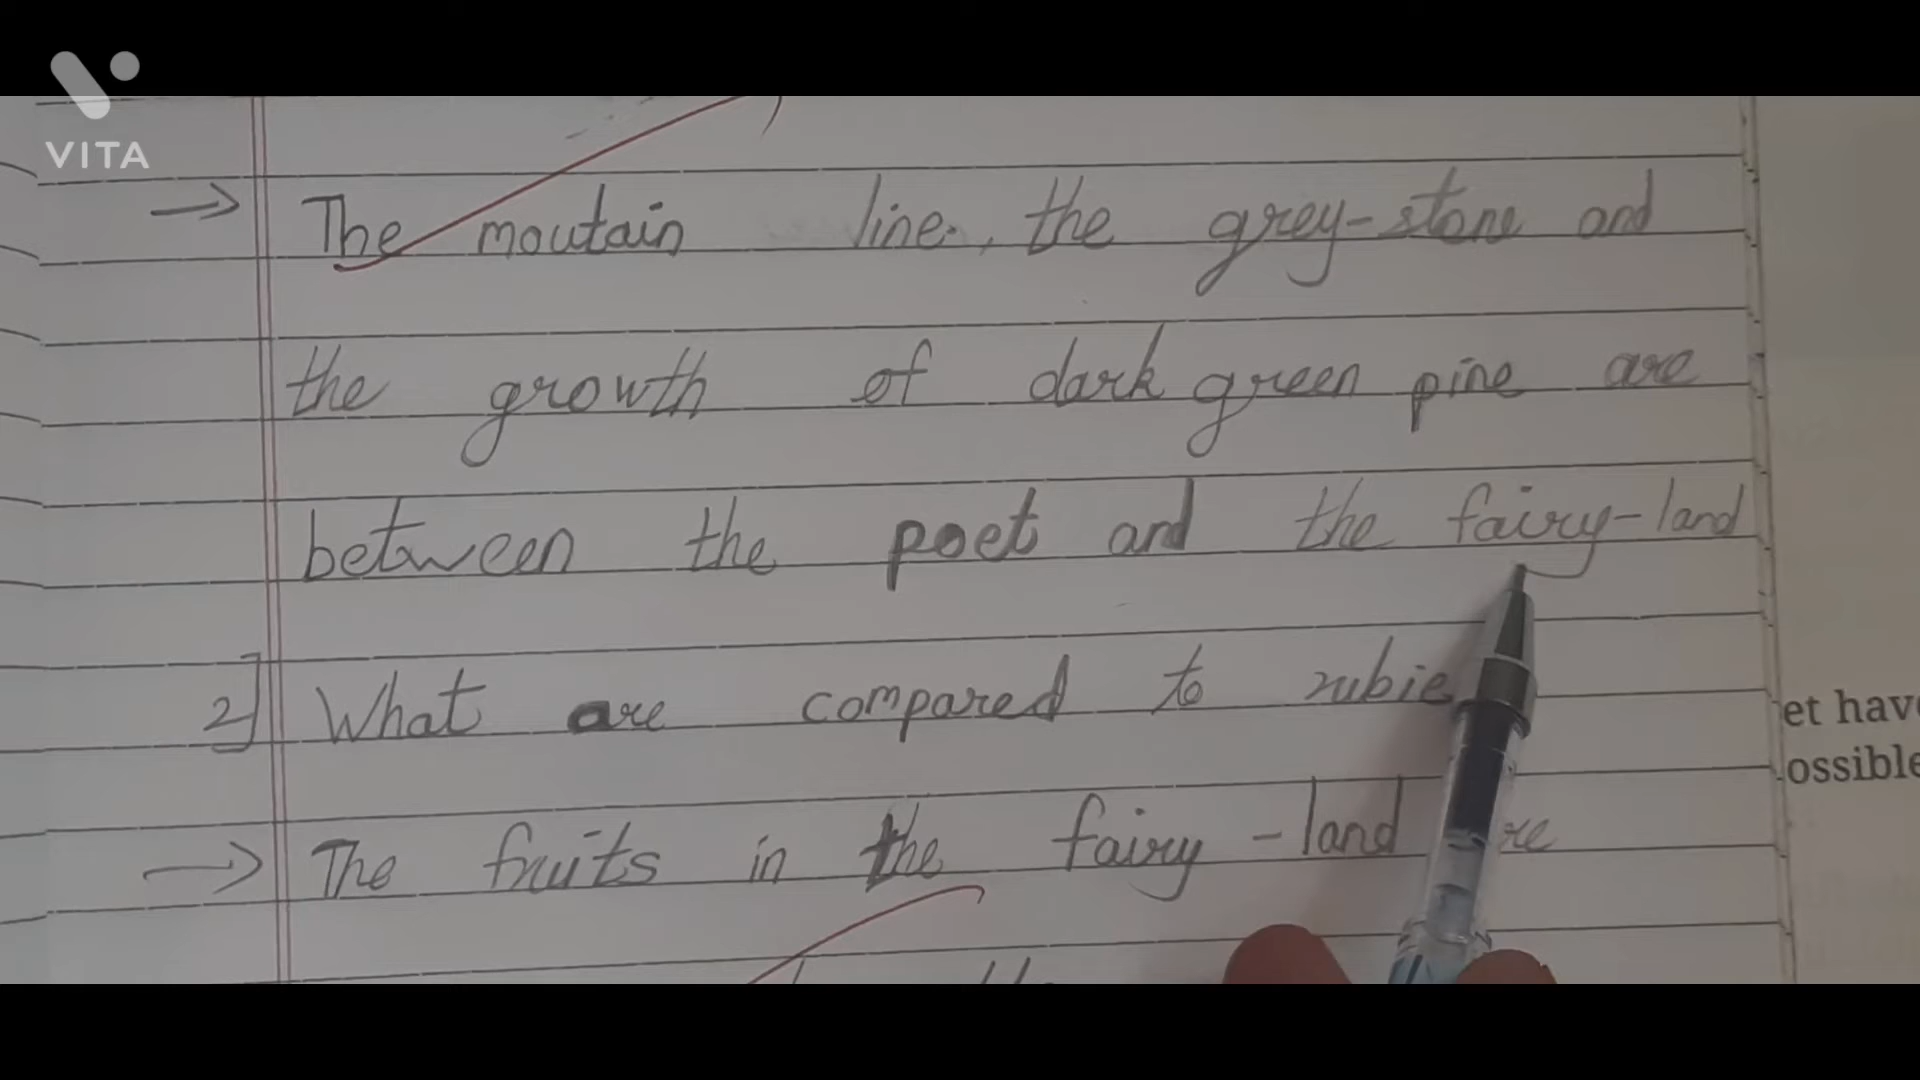 VITA
→ The moutain line, the grey-stone and
the growth of dark green pine are
between the poet and the fairy-land
2] What are compared to rubie
et have
ossible
→ The fruits in the fairy-land re